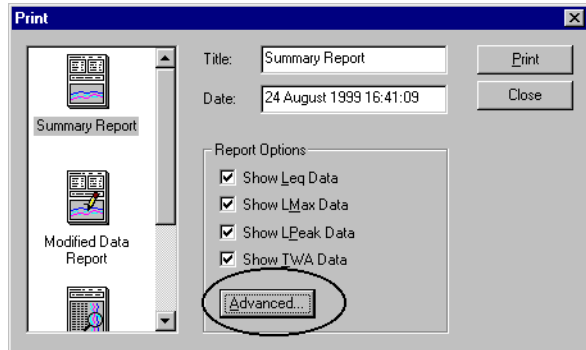 Print
Summary Report
Modified Data
Report
Title:
Summary Report
Date:
24 August 1999 16:41:09
Report Options
Show Leq Data
Show LMax Data
Show LPeak Data
Show TWA Data
Advanced...
Print
Close